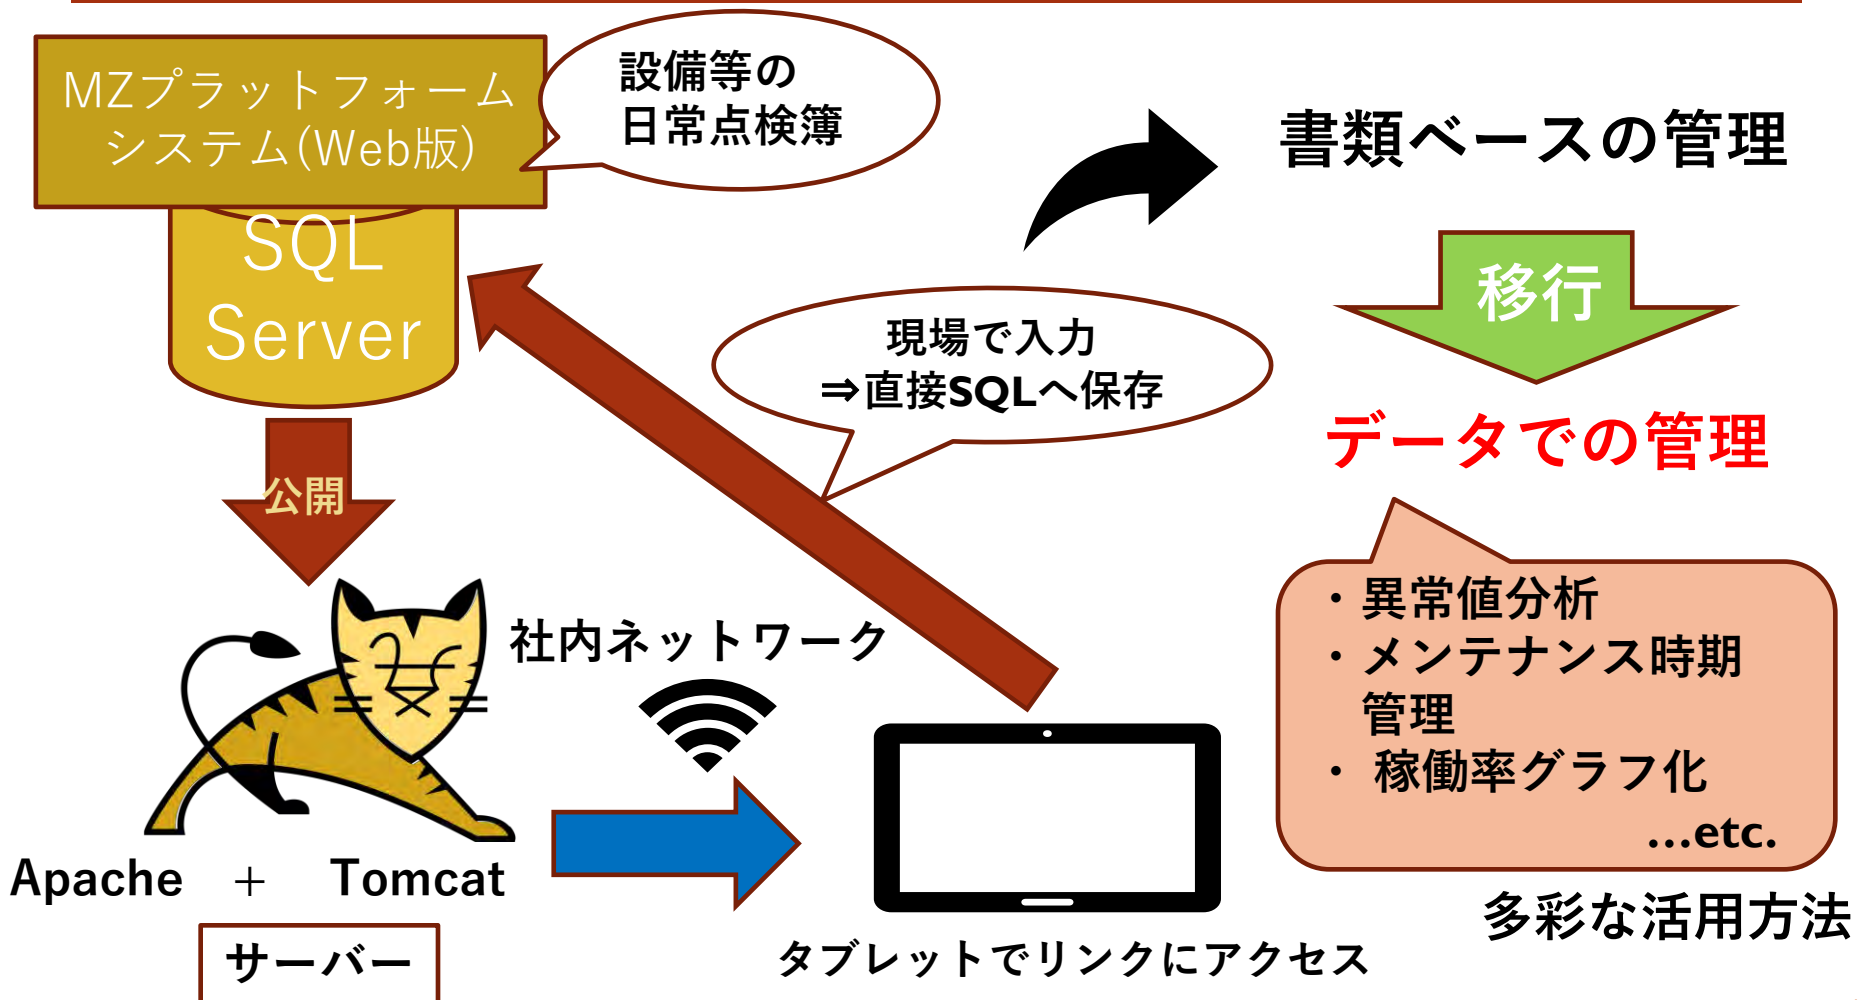 MZプラットフォーム
システム(Web版)
設備等の
日常点検簿
SQL
Server
公開
Apache + Tomcat
サーバー
社内ネットワーク
現場で入力
⇒直接SQLへ保存
タブレットでリンクにアクセス
書類ベースの管理
移行
データでの管理
・異常値分析
・メンテナンス時期
管理
・ 稼働率グラフ化
…etc.
多彩な活用方法